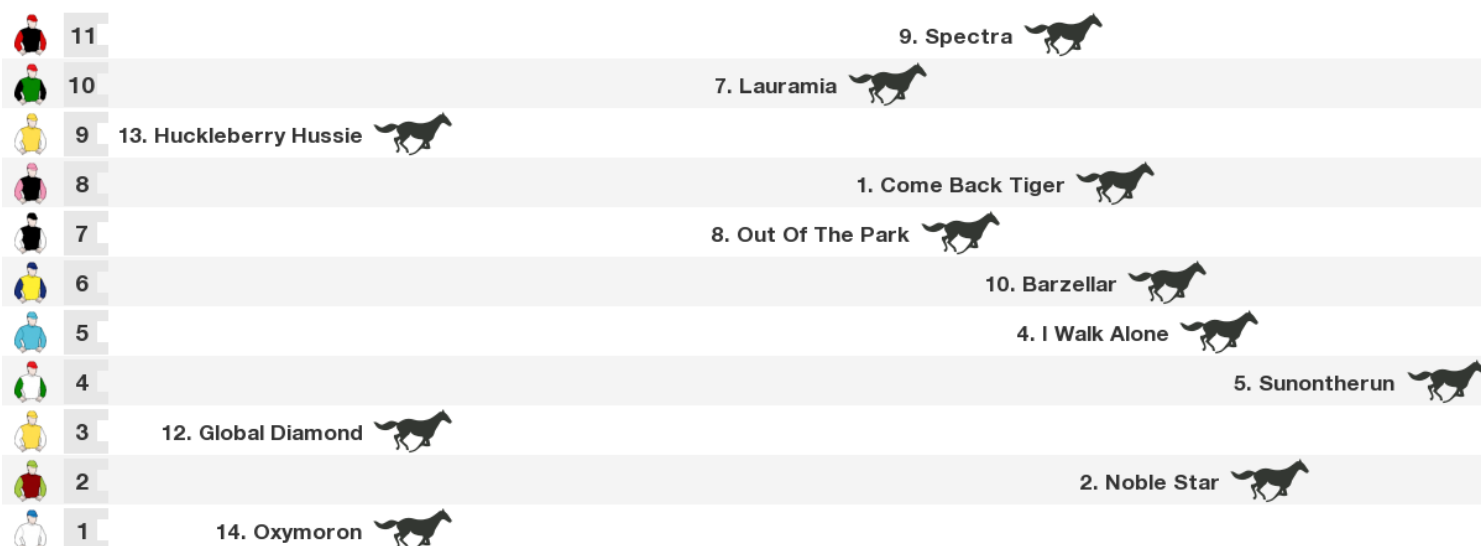 11 9. Spectra
10 7. Lauramia
9 13. Huckleberry Hussie
8 1. Come Back Tiger
7 8. Out Of The Park
6 10. Barzellar
5 4. I Walk Alone
4 5. Sunontherun
3 12. Global Diamond
2 2. Noble Star
1 14. Oxymoron